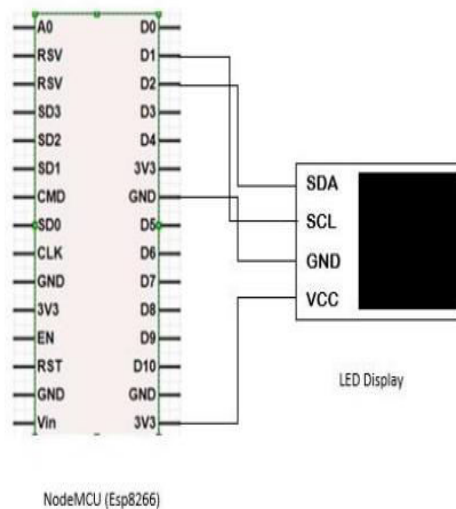 A0 D0
RSV D1
RSV D2
SD3 D3
SD2 D4
SD1 3V3
CMD GND
SD0 D5
CLK D6
GND D7
3V3 D8
EN D9
RST D10
GND GND
Vin 3V3
SDA
SCL
GND
VCC
LED Display
NodeMCU (Esp8266)